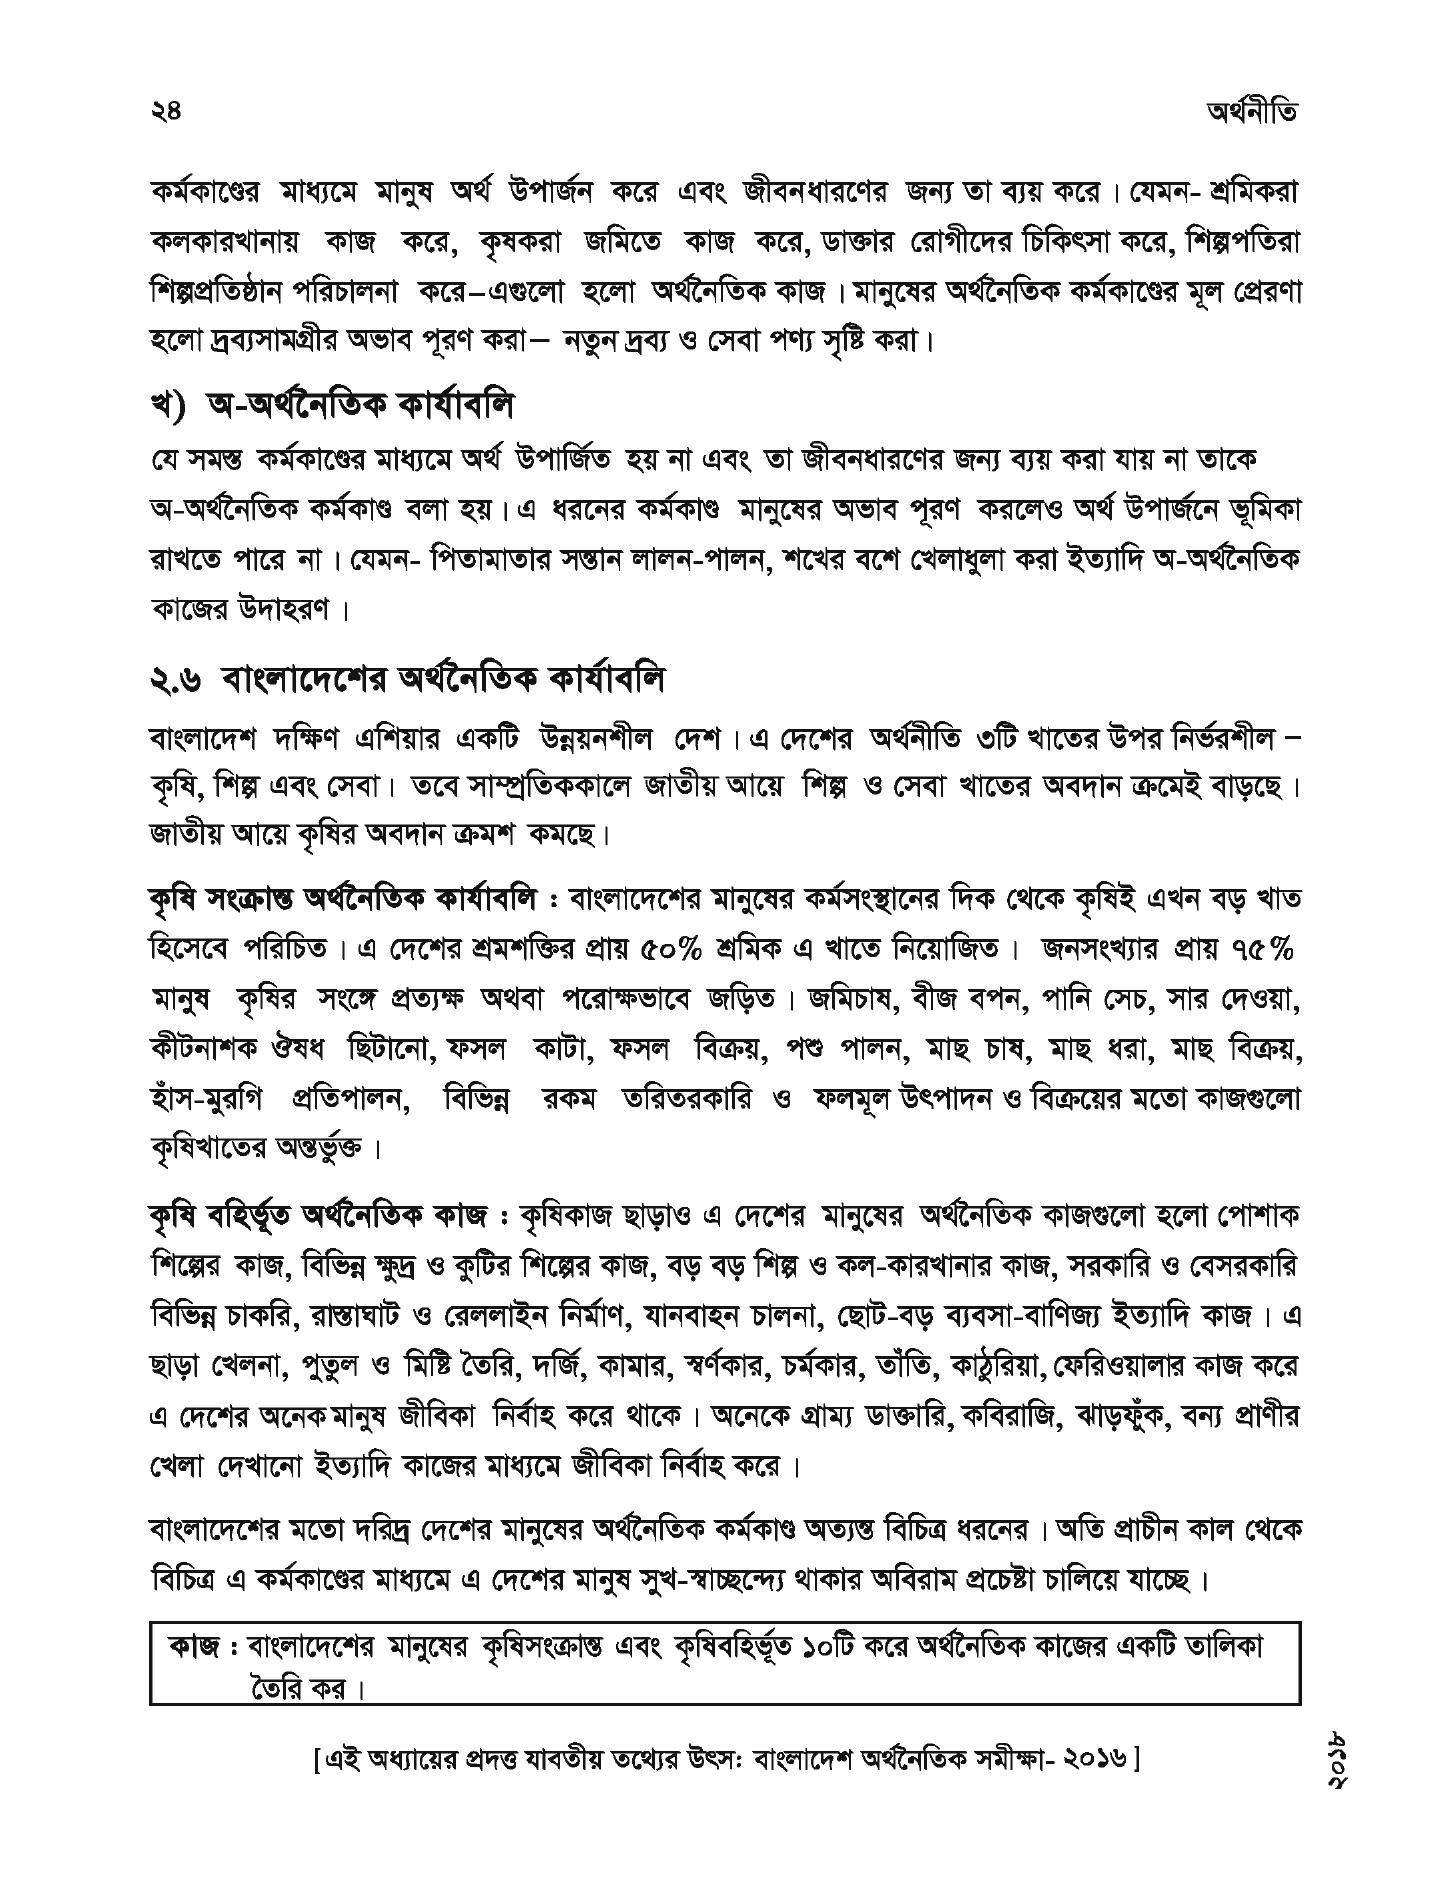 ২৪
অর্থনীতি
কর্মকাণ্ডের মাধ্যমে মানুষ অর্থ উপার্জন করে এবং জীবনধারণের জন্য তা ব্যয় করে । যেমন- শ্রমিকরা
কলকারখানায় কাজ করে, কৃষকরা জমিতে কাজ করে, ডাক্তার রোগীদের চিকিৎসা করে, শিল্পপতিরা
শিল্পপ্রতিষ্ঠান পরিচালনা করে–এগুলো হলো অর্থনৈতিক কাজ । মানুষের অর্থনৈতিক কর্মকাণ্ডের মূল প্রেরণা
হলো দ্রব্যসামগ্রীর অভাব পূরণ করা– নতুন দ্রব্য ও সেবা পণ্য সৃষ্টি করা।
খ) অ-অর্থনৈতিক কার্যাবলি
যে সমস্ত কর্মকাণ্ডের মাধ্যমে অর্থ উপার্জিত হয় না এবং তা জীবনধারণের জন্য ব্যয় করা যায় না তাকে
অ-অর্থনৈতিক কর্মকাণ্ড বলা হয়। এ ধরনের কর্মকাণ্ড মানুষের অভাব পূরণ করলেও অর্থ উপার্জনে ভূমিকা
রাখতে পারে না । যেমন- পিতামাতার সন্তান লালন-পালন, শখের বশে খেলাধুলা করা ইত্যাদি অ-অর্থনৈতিক
কাজের উদাহরণ ।
২.৬ বাংলাদেশের অর্থনৈতিক কার্যাবলি
বাংলাদেশ দক্ষিণ এশিয়ার একটি উন্নয়নশীল দেশ । এ দেশের অর্থনীতি ৩টি খাতের উপর নির্ভরশীল –
কৃষি, শিল্প এবং সেবা। তবে সাম্প্রতিককালে জাতীয় আয়ে শিল্প ও সেবা খাতের অবদান ক্রমেই বাড়ছে ।
জাতীয় আয়ে কৃষির অবদান ক্রমশ কমছে।
কৃষি সংক্রান্ত অর্থনৈতিক কার্যাবলি : বাংলাদেশের মানুষের কর্মসংস্থানের দিক থেকে কৃষিই এখন বড় খাত
হিসেবে পরিচিত । এ দেশের শ্রমশক্তির প্রায় ৫০% শ্রমিক এ খাতে নিয়োজিত । জনসংখ্যার প্রায় ৭৫%
মানুষ কৃষির সংঙ্গে প্রত্যক্ষ অথবা পরোক্ষভাবে জড়িত । জমিচাষ, বীজ বপন, পানি সেচ, সার দেওয়া,
কীটনাশক ঔষধ ছিটানো, ফসল কাটা, ফসল বিক্রয়, পশু পালন, মাছ চাষ, মাছ ধরা, মাছ বিক্রয়,
হাঁস-মুরগি প্রতিপালন, বিভিন্ন রকম তরিতরকারি ও ফলমূল উৎপাদন ও বিক্রয়ের মতো কাজগুলো
কৃষিখাতের অন্তর্ভুক্ত ।
কৃষি বহির্ভূত অর্থনৈতিক কাজ : কৃষিকাজ ছাড়াও এ দেশের মানুষের অর্থনৈতিক কাজগুলো হলো পোশাক
শিল্পের কাজ, বিভিন্ন ক্ষুদ্র ও কুটির শিল্পের কাজ, বড় বড় শিল্প ও কল-কারখানার কাজ, সরকারি ও বেসরকারি
বিভিন্ন চাকরি, রাস্তাঘাট ও রেললাইন নির্মাণ, যানবাহন চালনা, ছোট-বড় ব্যবসা-বাণিজ্য ইত্যাদি কাজ । এ
ছাড়া খেলনা, পুতুল ও মিষ্টি তৈরি, দর্জি, কামার, স্বর্ণকার, চর্মকার, তাঁতি, কাঠুরিয়া, ফেরিওয়ালার কাজ করে
এ দেশের অনেক মানুষ জীবিকা নির্বাহ করে থাকে । অনেকে গ্রাম্য ডাক্তারি, কবিরাজি, ঝাড়ফুঁক, বন্য প্রাণীর
খেলা দেখানো ইত্যাদি কাজের মাধ্যমে জীবিকা নির্বাহ করে ।
বাংলাদেশের মতো দরিদ্র দেশের মানুষের অর্থনৈতিক কর্মকাণ্ড অত্যন্ত বিচিত্র ধরনের । অতি প্রাচীন কাল থেকে
বিচিত্র এ কর্মকাণ্ডের মাধ্যমে এ দেশের মানুষ সুখ-স্বাচ্ছন্দ্যে থাকার অবিরাম প্রচেষ্টা চালিয়ে যাচ্ছে ।
কাজ : বাংলাদেশের মানুষের কৃষিসংক্রান্ত এবং কৃষিবহির্ভূত ১০টি করে অর্থনৈতিক কাজের একটি তালিকা
তৈরি কর ।
[এই অধ্যায়ের প্রদত্ত যাবতীয় তথ্যের উৎস: বাংলাদেশ অর্থনৈতিক সমীক্ষা- ২০১৬]
২০১৮